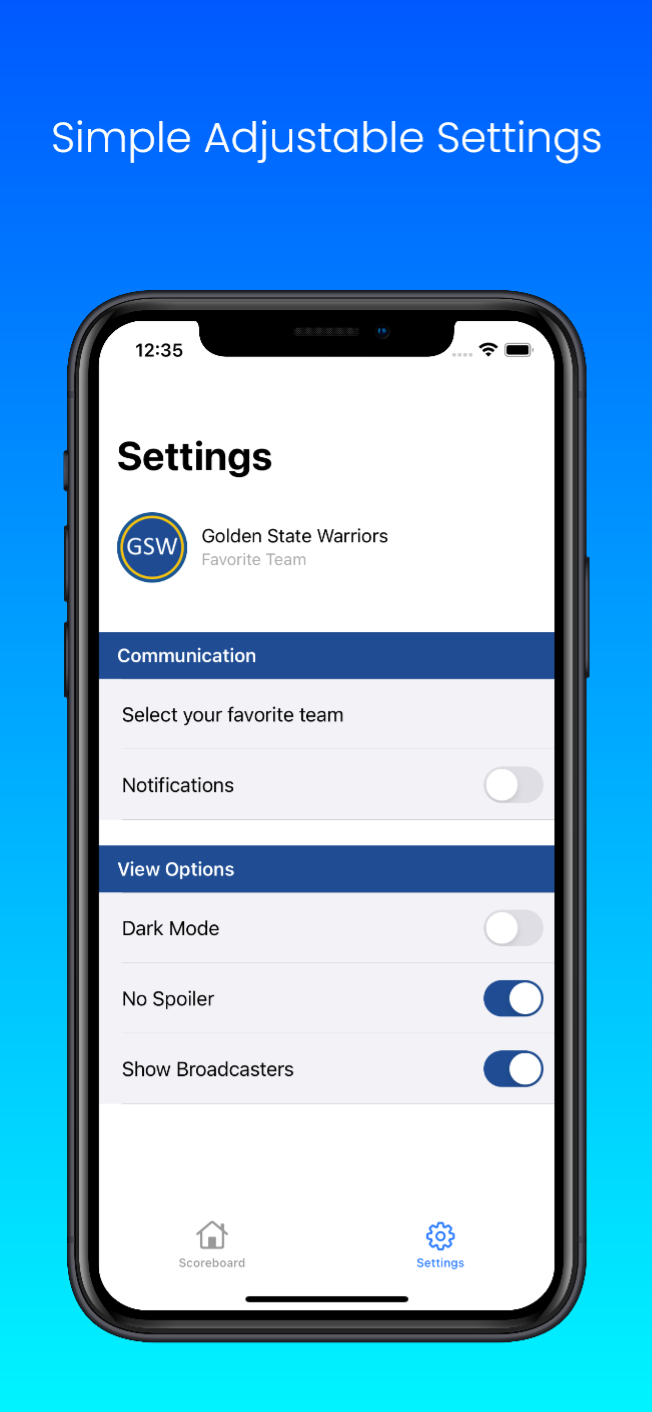 Simple Adjustable Settings
12:35
Settings
GSW
Golden State Warriors
Favorite Team
Communication
Select your favorite team
Notifications
View Options
Dark Mode
No Spoiler
Show Broadcasters
Scoreboard
Settings